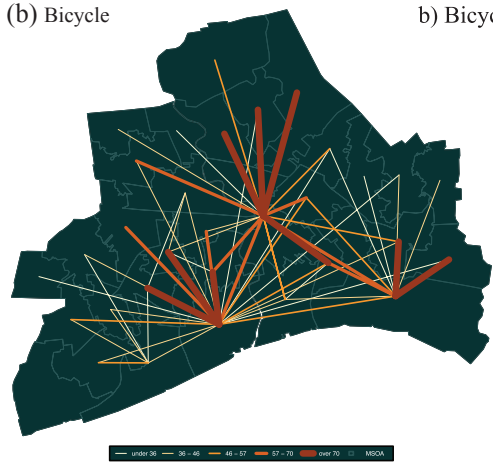 (b) Bicycle
b) Bicyc
under 36 36 – 46 46 – 57 57 – 70 over 70 MSOA